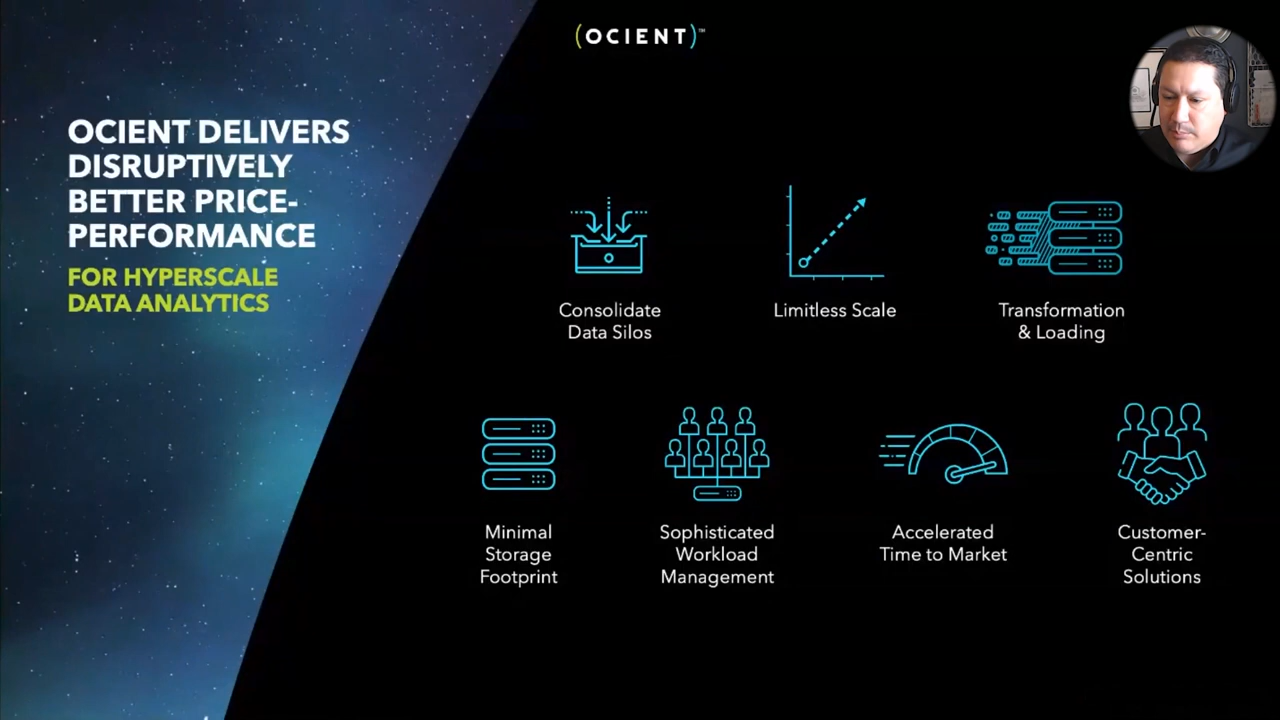 (OCIENT)™
OCIENT DELIVERS
DISRUPTIVELY
BETTER PRICE-
PERFORMANCE
FOR HYPERSCALE
DATA ANALYTICS
Consolidate
Data Silos
Limitless Scale
Transformation
& Loading
Minimal
Storage
Footprint
Sophisticated
Workload
Management
Accelerated
Time to Market
Customer-
Centric
Solutions